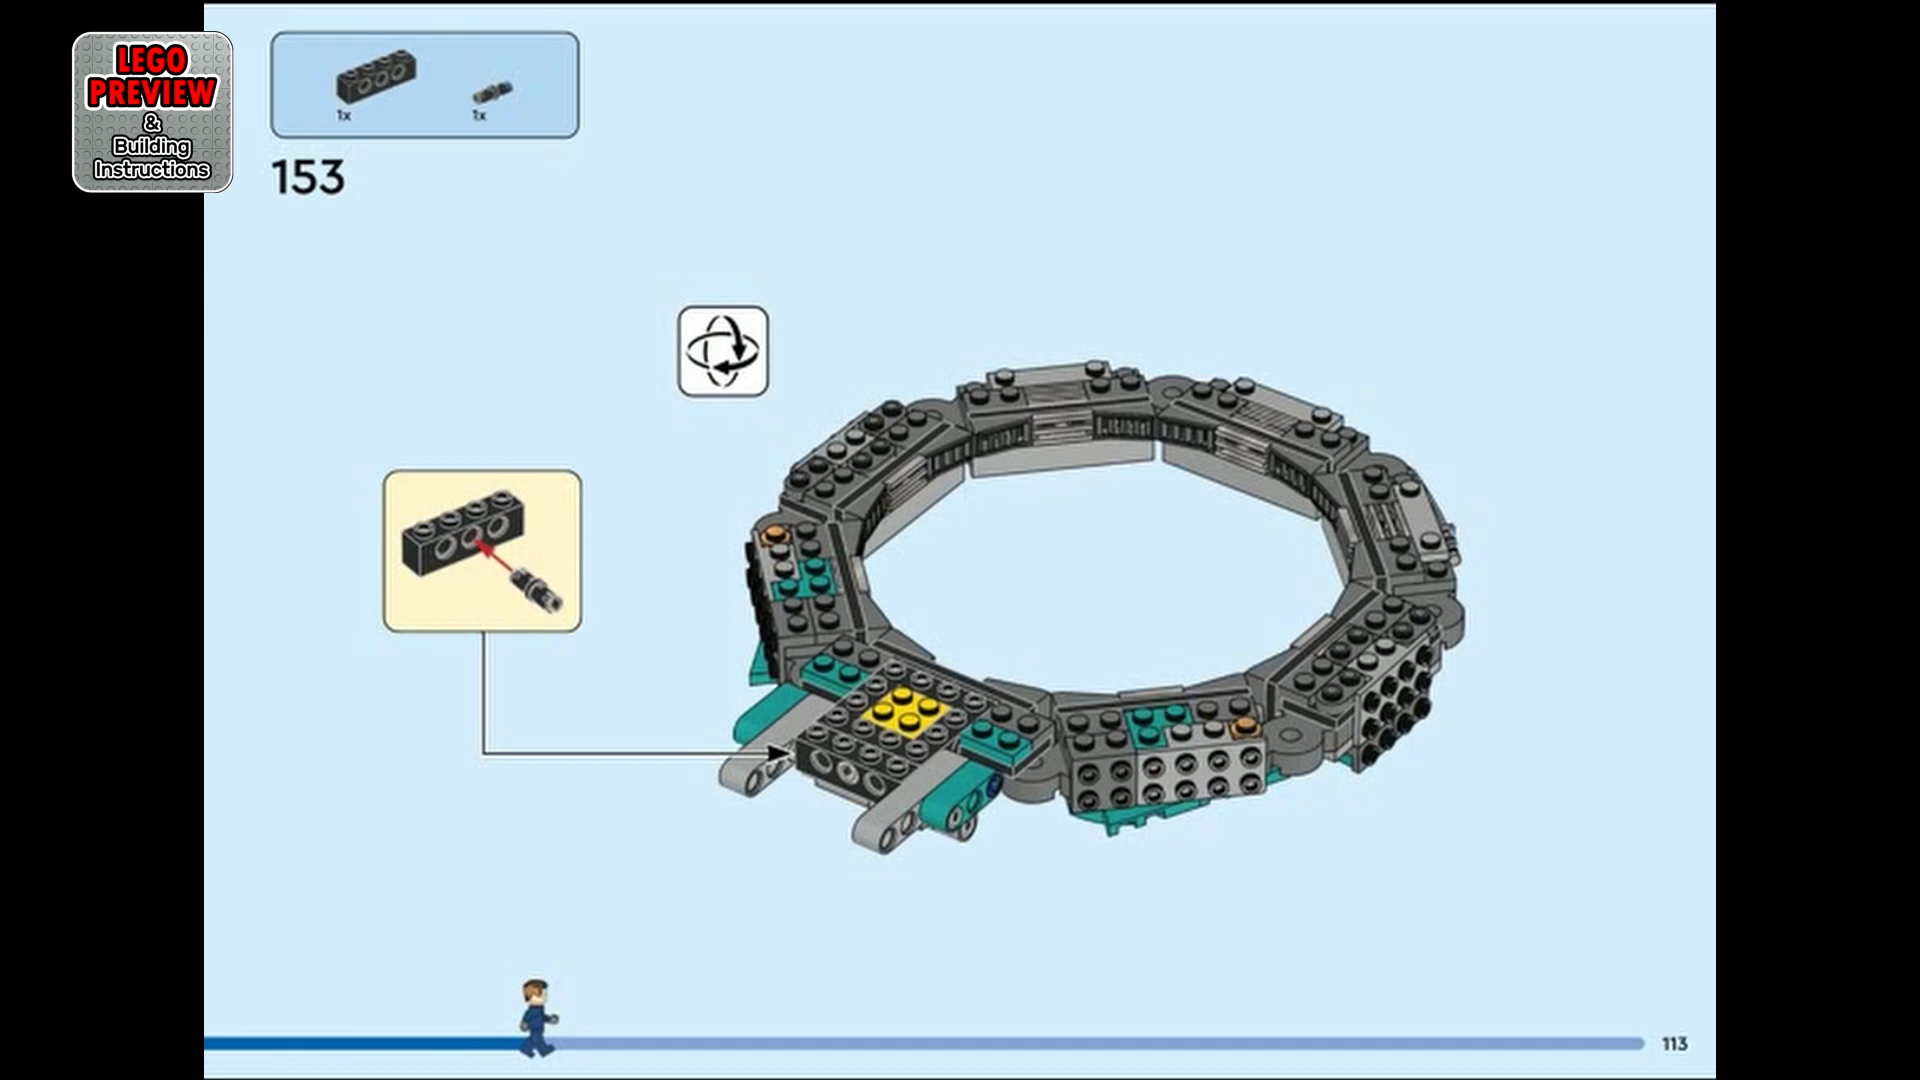 LEGO
PREVIEW
&
Building
Instructions
1x
1x
153
113